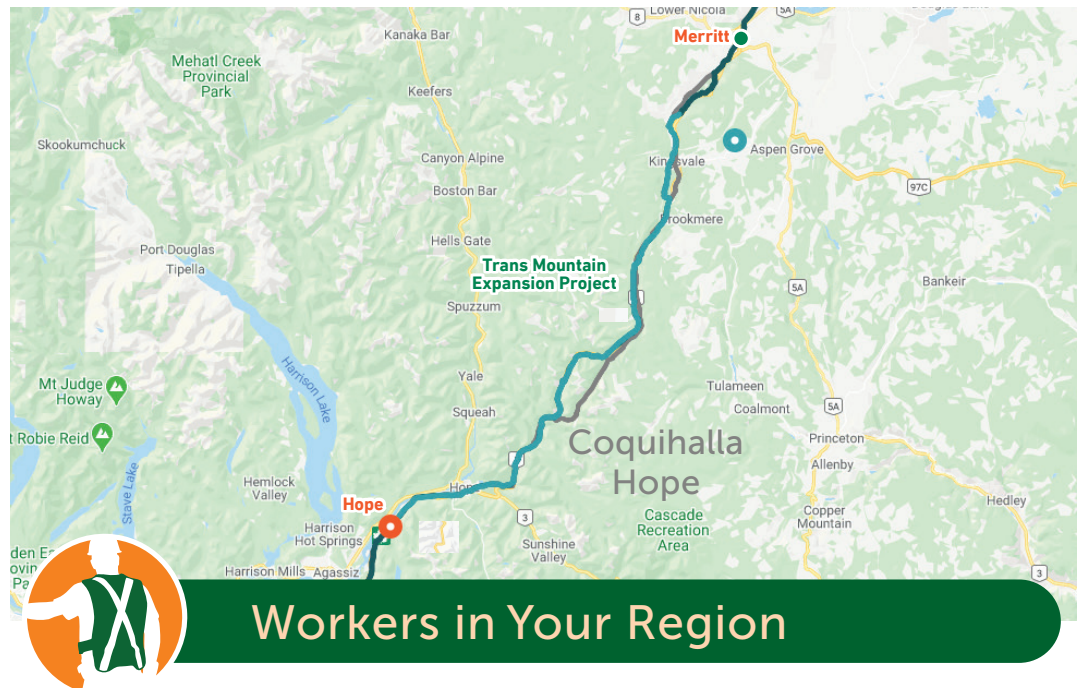 Lower Nicola
8
5A
Kanaka Bar
Merritt
Mehatl Creek
Provincial
Park
Keefers
Skookumchuck
Canyon Alpine
Aspen Grove
97C
Boston Bar
Brookmere
Hells Gate
Port Douglas
Tipella
Trans Mountain
Expansion Project
Bankeir
5A
Spuzzum
Harrison Lake
Yale
Mt Judge
Howay
Tulameen
Coalmont
5A
Squeah
t Robie Reid
Coquihalla
Hope
Princeton
Allenby
Stave Lake
Hemlock
Valley
Hope
Hedley
Copper
Mountain
3
Cascade
Recreation
Area
Harrison
Hot Springs
Sunshine
Valley
Harrison Mills
Agassiz
3
Workers in Your Region